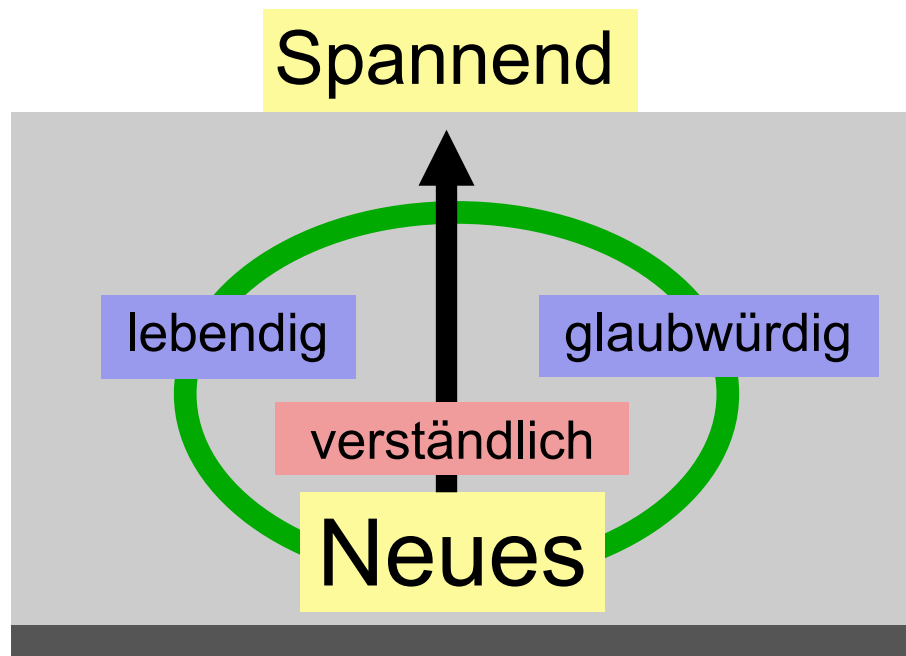 Spannend
lebendig
glaubwürdig
verständlich
Neues